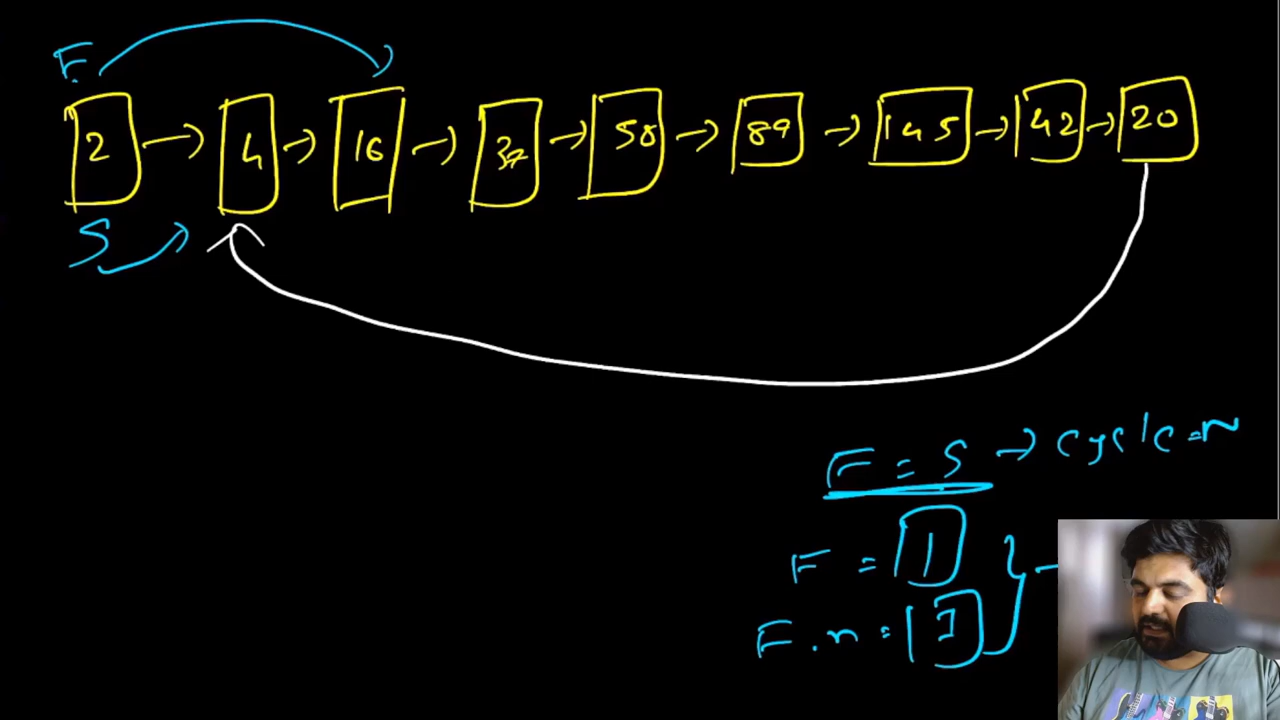 F
2 → 4 → 16 → 37 → 58 → 89 → 145 → 42 → 20
S
F = S → cycle = n
F = 1
F.n = 1